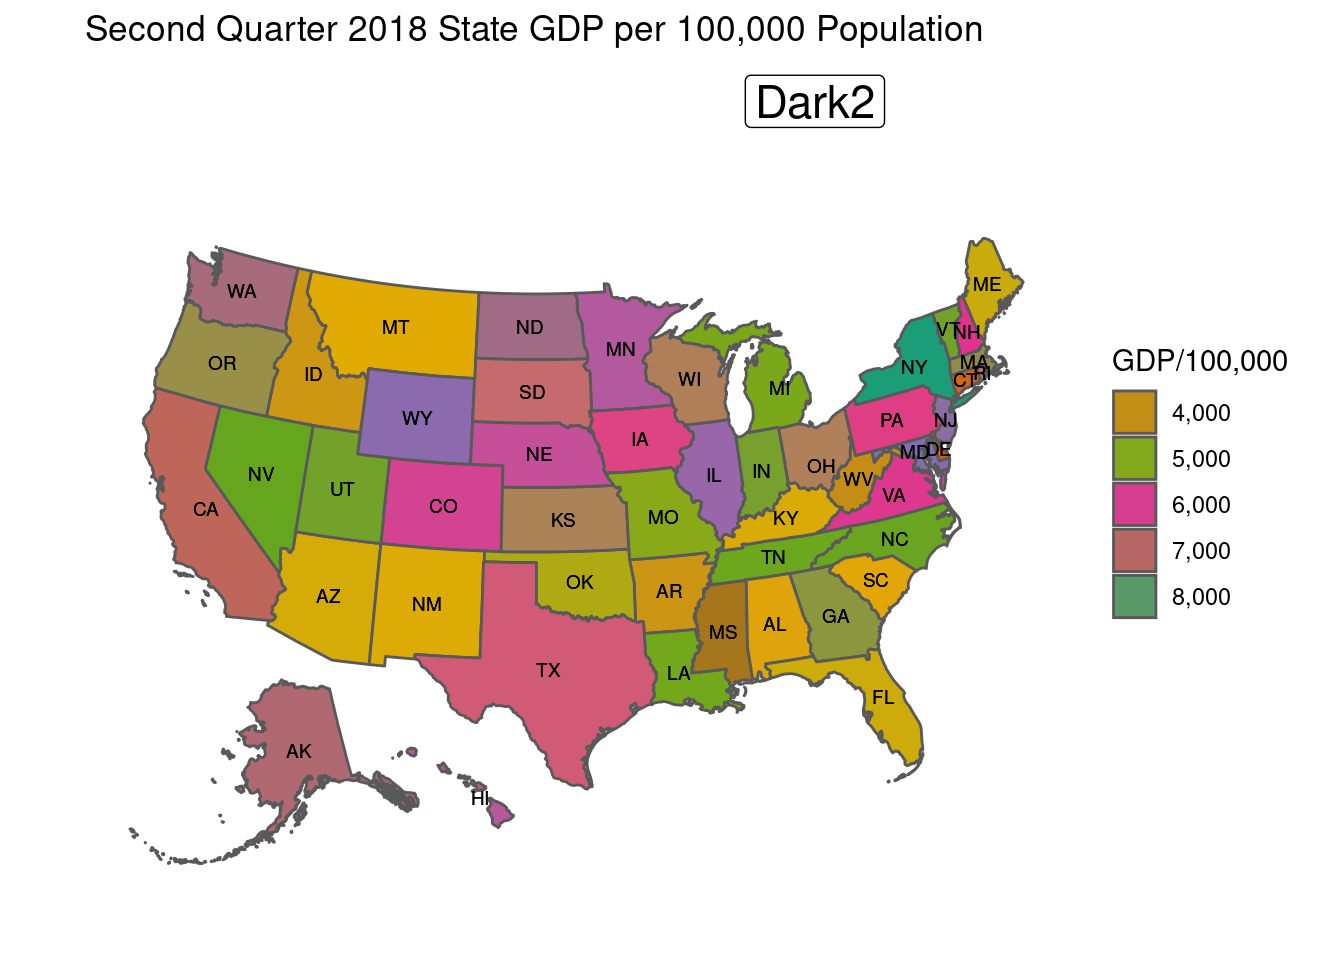 Second Quarter 2018 State GDP per 100,000 Population
Dark2
ME
WA
MT
ND
VT
NH
MN
OR
NY
MA
RI
ID
WI
CT
MI
SD
WY
PA
NJ
IA
NE
MD
DE
OH
NV
IL
IN
WV
UT
VA
CO
CA
KS
MO
KY
NC
TN
OK
SC
AZ
NM
AR
GA
MS
AL
TX
LA
FL
AK
HI
GDP/100,000
4,000
5,000
6,000
7,000
8,000